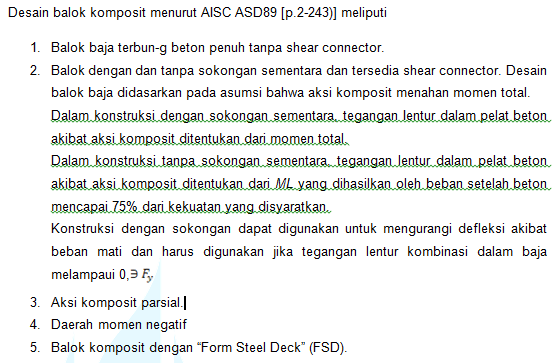 Desain balok komposit menurut AISC ASD89 [p.2-243)] meliputi
1. Balok baja terbun-g beton penuh tanpa shear connector.
2. Balok dengan dan tanpa sokongan sementara dan tersedia shear connector. Desain
balok baja didasarkan pada asumsi bahwa aksi komposit menahan momen total.
Dalam konstruksi dengan sokongan sementara, tegangan lentur dalam pelat beton
akibat aksi komposit ditentukan dari momen total.
Dalam konstruksi tanpa sokongan sementara, tegangan lentur dalam pelat beton
akibat aksi komposit ditentukan dari ML yang dihasilkan oleh beban setelah beton
mencapai 75% dari kekuatan yang disyaratkan.
Konstruksi dengan sokongan dapat digunakan untuk mengurangi defleksi akibat
beban mati dan harus digunakan jika tegangan lentur kombinasi dalam baja
melampaui 0,∋ Fy
3. Aksi komposit parsial.
4. Daerah momen negatif
5. Balok komposit dengan “Form Steel Deck” (FSD).